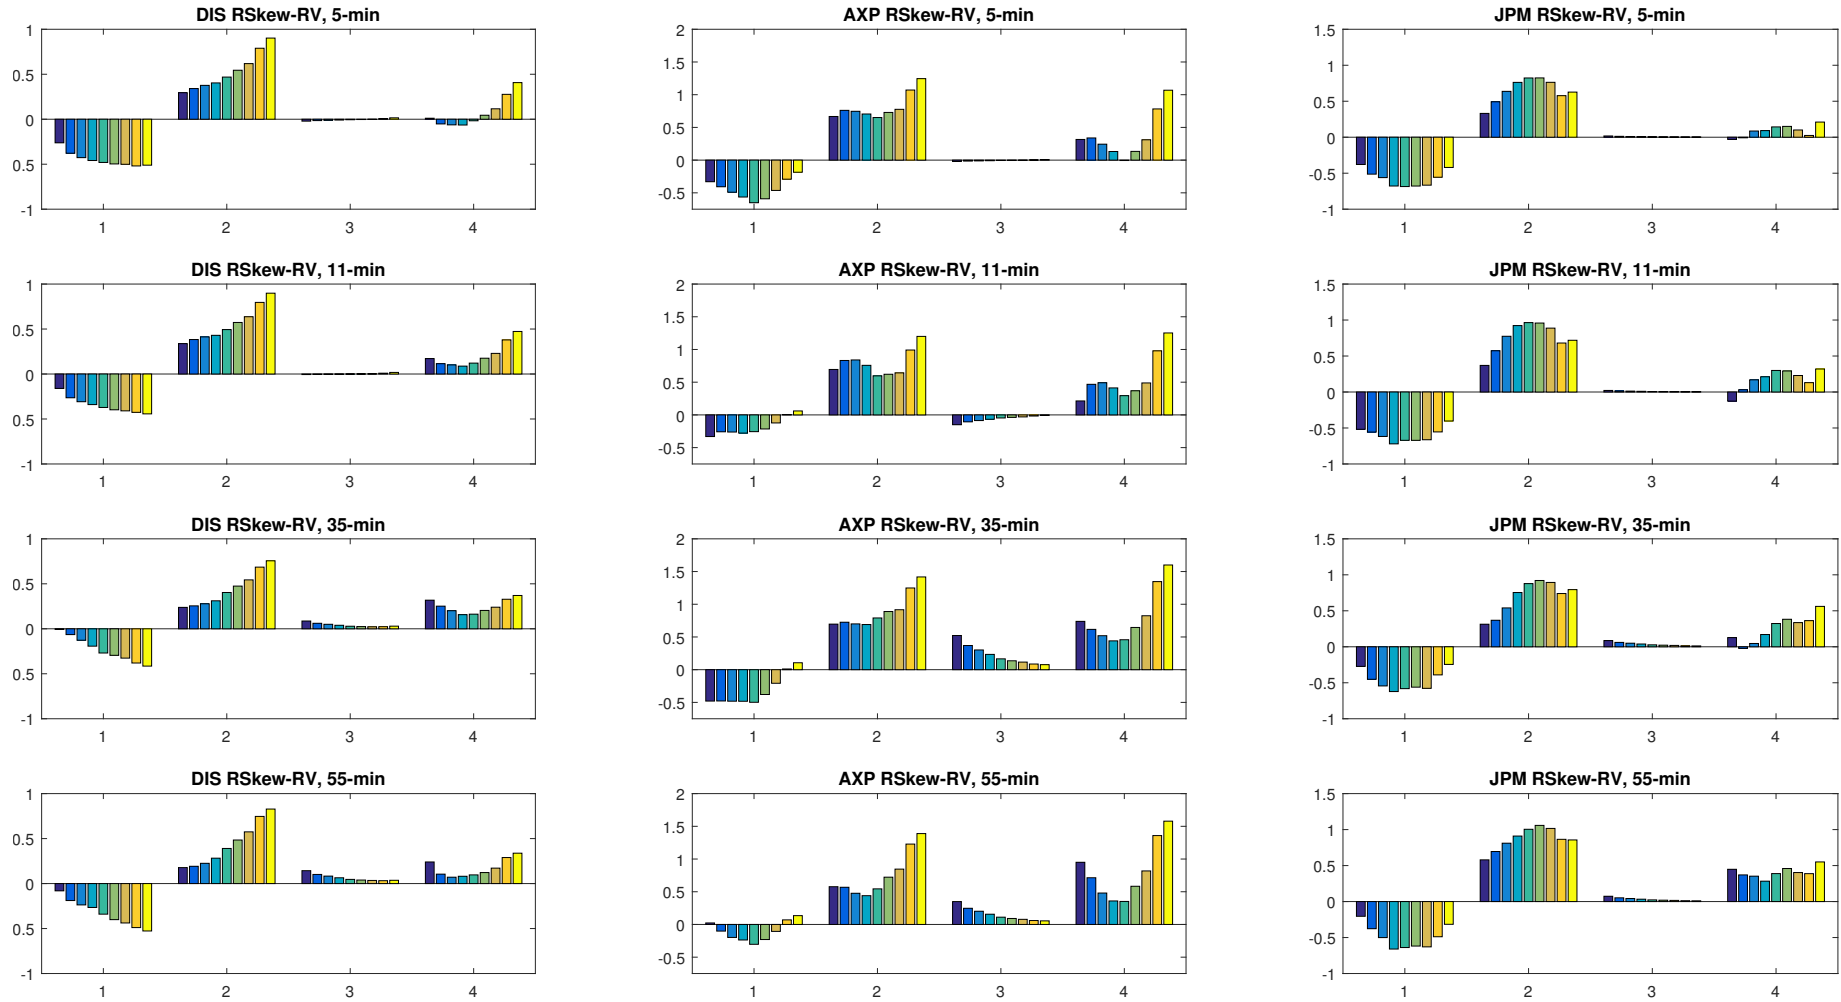 DIS RSkew-RV, 5-min
1
0.5
0
0.5
-1
1 2 3 4
AXP RSkew-RV, 5-min
2
1.5
1
0.5
0
-0.5
1 2 3 4
JPM RSkew-RV, 5-min
1.5
1
0.5
0
-0.5
-1
1 2 3 4
DIS RSkew-RV, 11-min
1
0.5
0
0.5
-1
1 2 3 4
AXP RSkew-RV, 11-min
2
1.5
1
0.5
0
-0.5
1 2 3 4
JPM RSkew-RV, 11-min
1.5
1
0.5
0
-0.5
-1
1 2 3 4
DIS RSkew-RV, 35-min
1
0.5
0
0.5
-1
1 2 3 4
AXP RSkew-RV, 35-min
2
1.5
1
0.5
0
-0.5
1 2 3 4
JPM RSkew-RV, 35-min
1.5
1
0.5
0
-0.5
-1
1 2 3 4
DIS RSkew-RV, 55-min
1
0.5
0
0.5
-1
1 2 3 4
AXP RSkew-RV, 55-min
2
1.5
1
0.5
0
-0.5
1 2 3 4
JPM RSkew-RV, 55-min
1.5
1
0.5
0
-0.5
-1
1 2 3 4